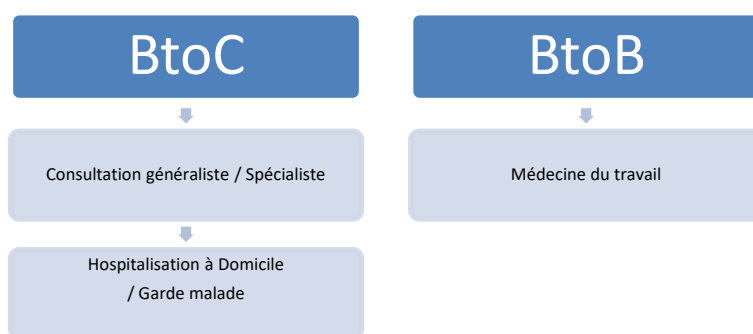 BtoC
Consultation généraliste / Spécialiste
Hospitalisation à Domicile
/ Garde malade
BtoB
Médecine du travail